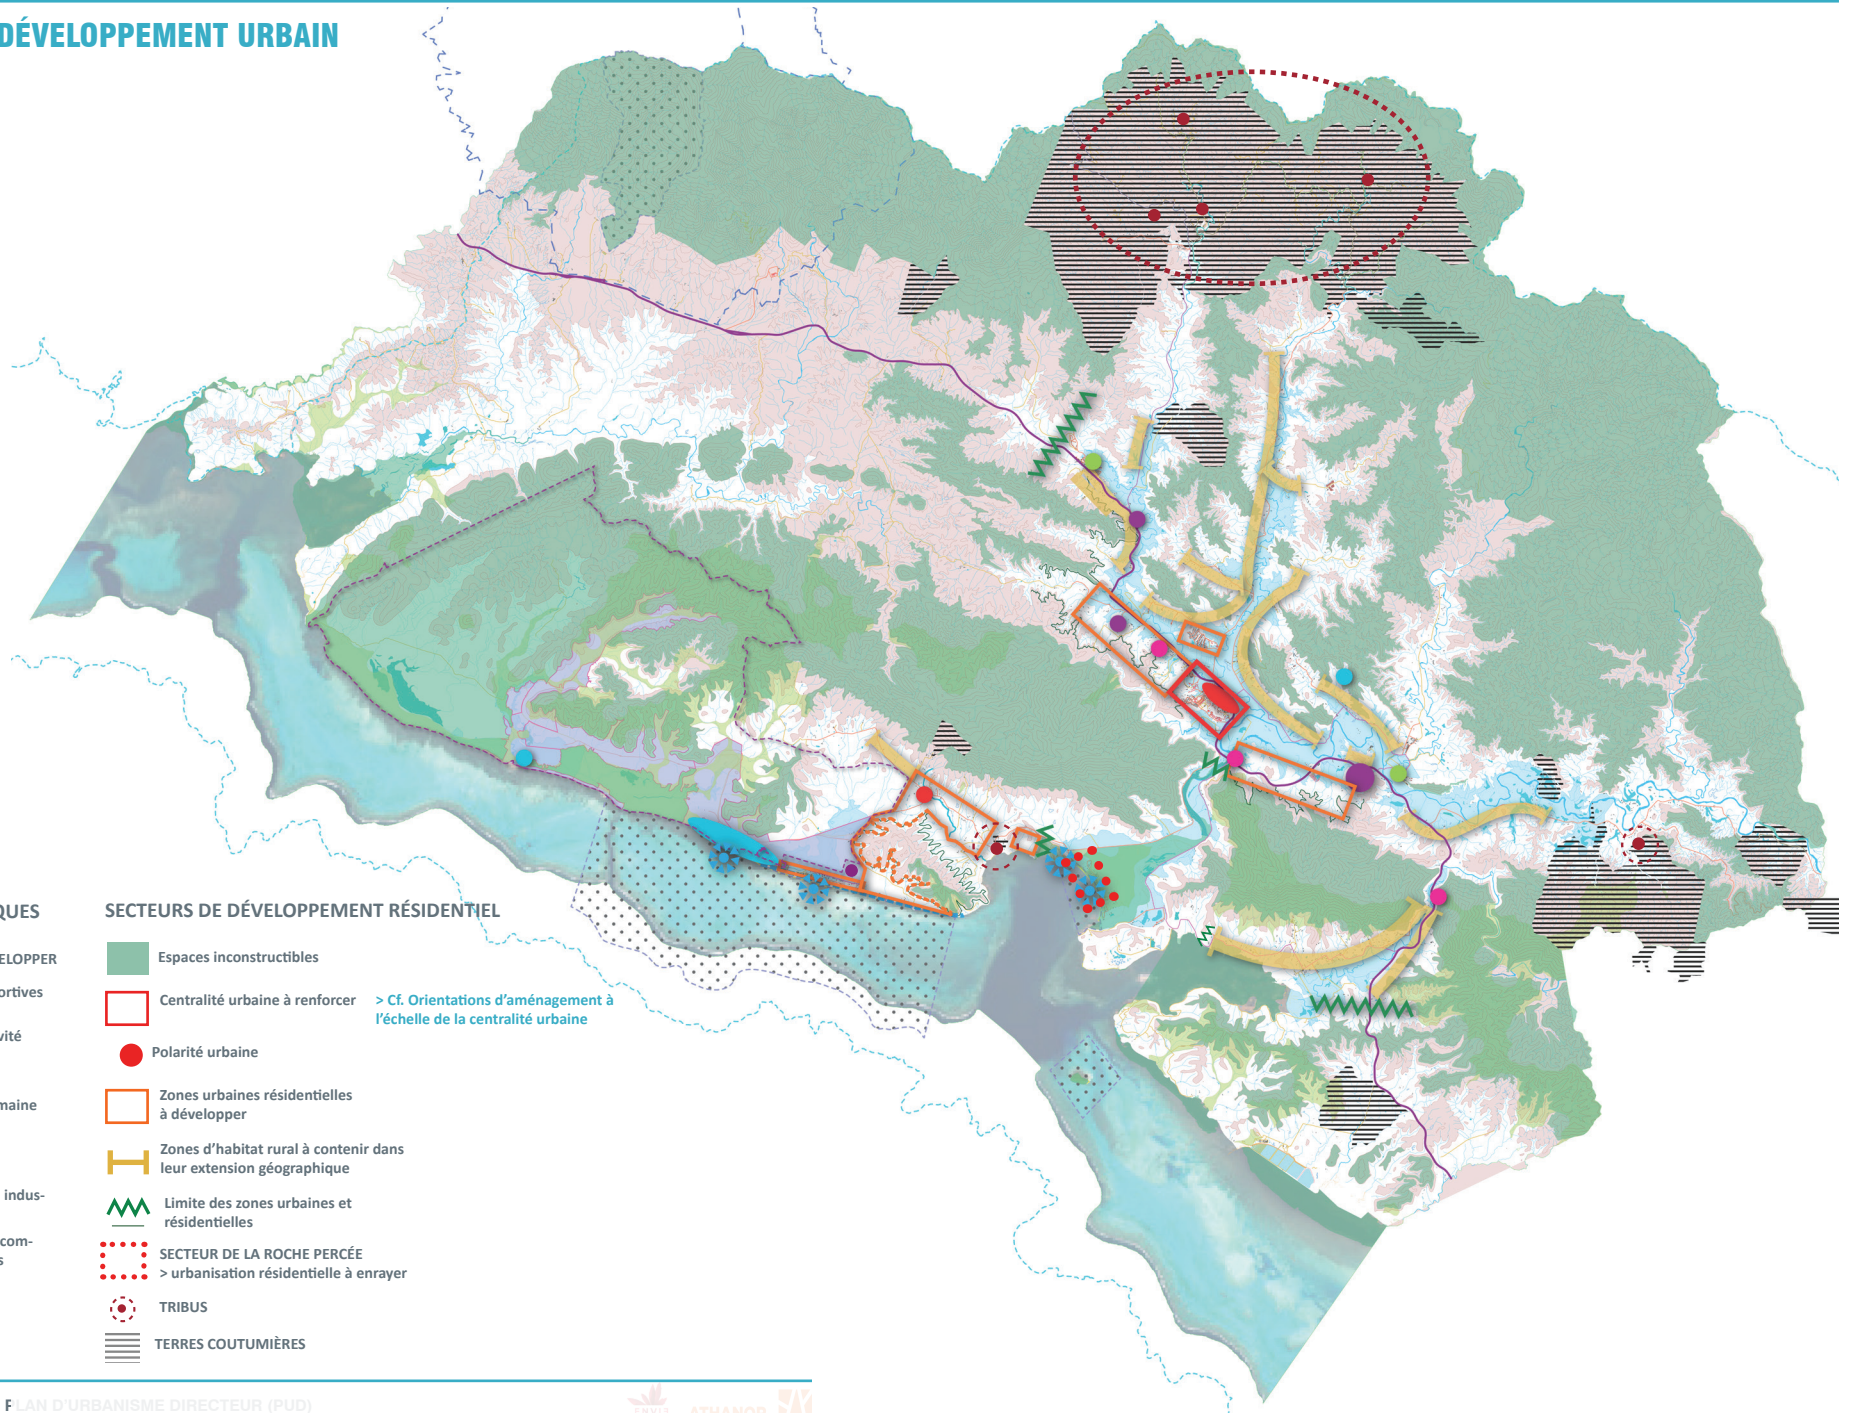 DÉVELOPPEMENT URBAIN
QUES
ELOPPER
ortives
vité
maine
indus-
com-
s
SECTEURS DE DÉVELOPPEMENT RÉSIDENTIEL
Espaces inconstructibles
Centralité urbaine à renforcer
> Cf. Orientations d'aménagement à
l'échelle de la centralité urbaine
Polarité urbaine
Zones urbaines résidentielles
à développer
Zones d'habitat rural à contenir dans
leur extension géographique
Limite des zones urbaines et
résidentielles
SECTEUR DE LA ROCHE PERCÉE
> urbanisation résidentielle à enrayer
TRIBUS
TERRES COUTUMIÈRES
PLAN D'URBANISME DIRECTEUR (PUD)
ATHANOR